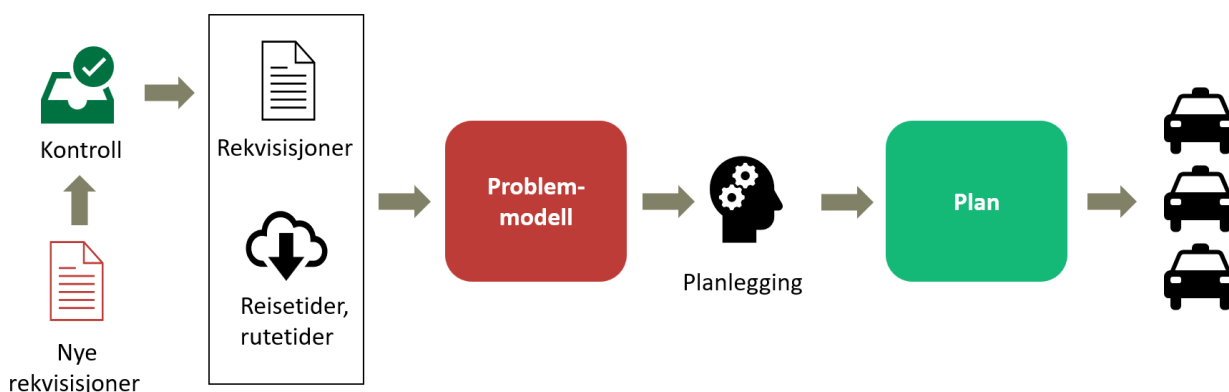 Kontroll
Nye
rekvisisjoner
Rekvisisjoner
Reisetider,
rutetider
Problem-
modell
Planlegging
Plan